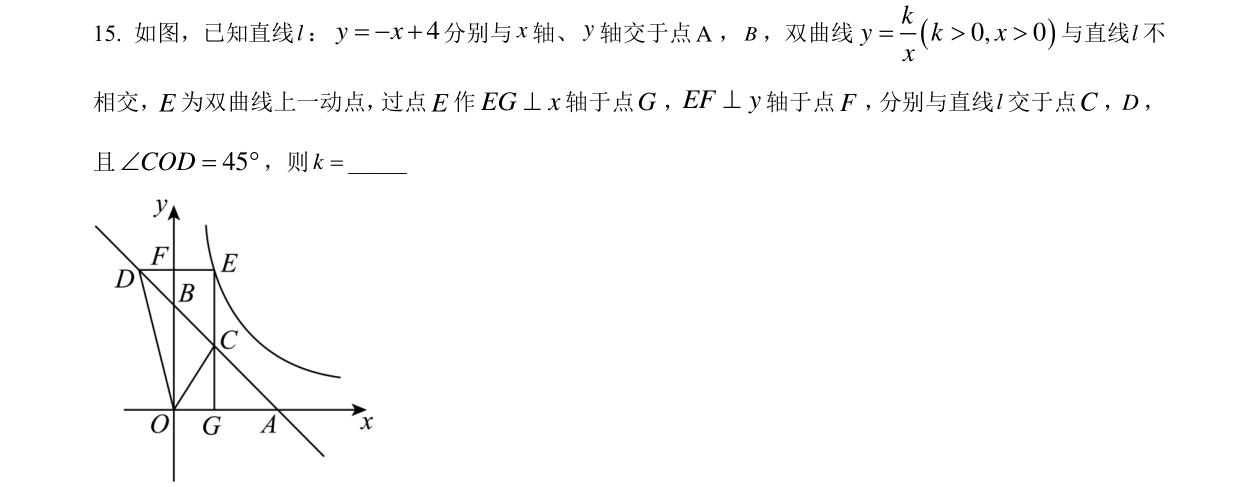 15. 如图，已知直线l：y=−x+4分别与x轴、y轴交于点A，B，双曲线y=k/x(k>0,x>0)与直线l不
相交，E为双曲线上一动点，过点E作EG⊥x轴于点G，EF⊥y轴于点F，分别与直线l交于点C，D，
且∠COD=45°，则k=_____
y
F
E
D
B
C
O
G
A
x